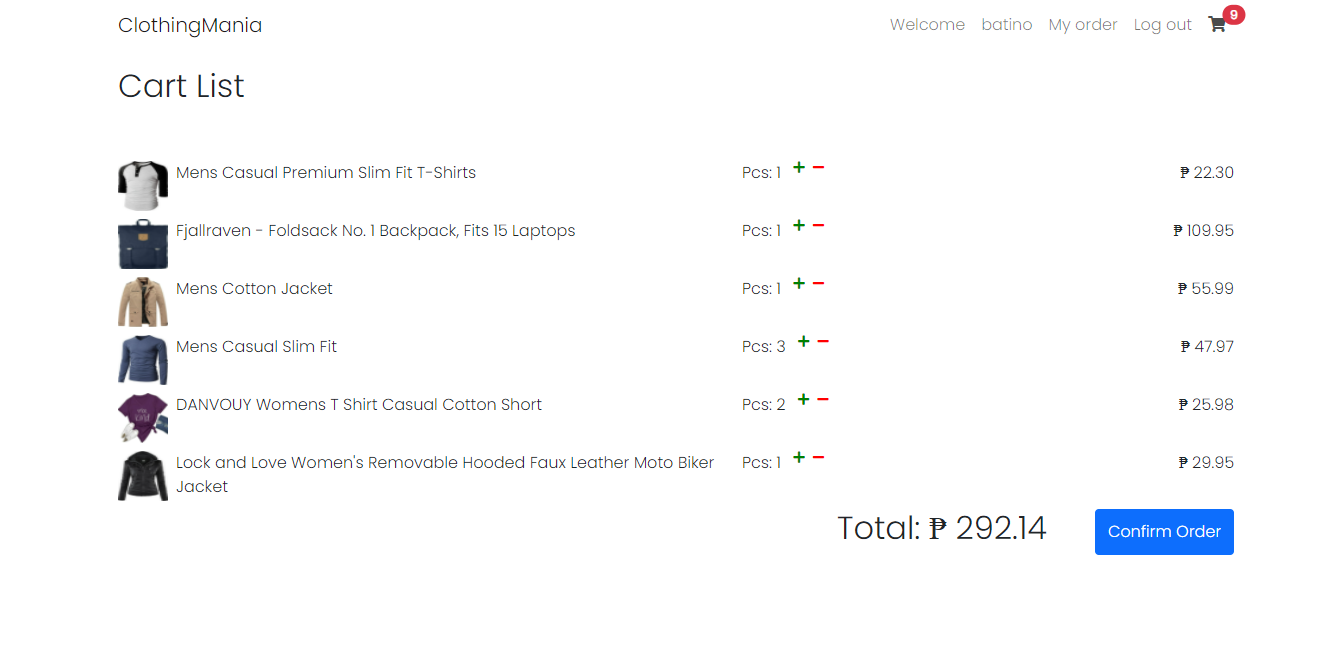 ClothingMania Welcome batino My order Log out 9
Cart List
Mens Casual Premium Slim Fit T-Shirts Pcs: 1 + − ₱ 22.30
Fjallraven - Foldsack No. 1 Backpack, Fits 15 Laptops Pcs: 1 + − ₱ 109.95
Mens Cotton Jacket Pcs: 1 + − ₱ 55.99
Mens Casual Slim Fit Pcs: 3 + − ₱ 47.97
DANVOUY Womens T Shirt Casual Cotton Short Pcs: 2 + − ₱ 25.98
Lock and Love Women's Removable Hooded Faux Leather Moto Biker Pcs: 1 + − ₱ 29.95
Jacket
Total: ₱ 292.14 Confirm Order